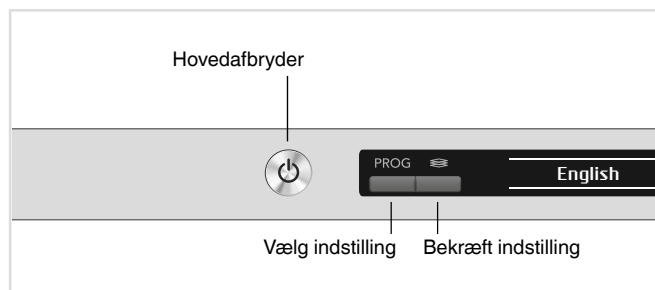 Hovedafbryder
PROG
English
Vælg indstilling Bekræft indstilling